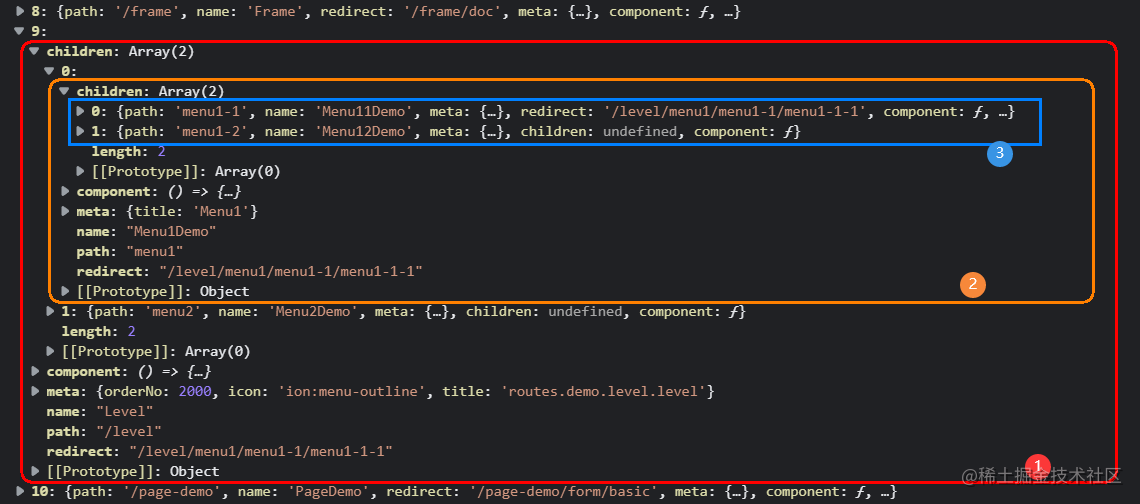 8: {path: '/frame', name: 'Frame', redirect: '/frame/doc', meta: {…}, component: ƒ, …}
9:
children: Array(2)
0:
children: Array(2)
0: {path: 'menu1-1', name: 'Menu11Demo', meta: {…}, redirect: '/level/menu1/menu1-1/menu1-1-1', component: ƒ, …}
1: {path: 'menu1-2', name: 'Menu12Demo', meta: {…}, children: undefined, component: ƒ}
length: 2
3
[[Prototype]]: Array(0)
component: () => {…}
meta: {title: 'Menu1'}
name: "Menu1Demo"
path: "menu1"
redirect: "/level/menu1/menu1-1/menu1-1-1"
2
[[Prototype]]: Object
1: {path: 'menu2', name: 'Menu2Demo', meta: {…}, children: undefined, component: ƒ}
length: 2
[[Prototype]]: Array(0)
component: () => {…}
meta: {orderNo: 2000, icon: 'ion:menu-outline', title: 'routes.demo.level.level'}
name: "Level"
path: "/level"
redirect: "/level/menu1/menu1-1/menu1-1-1"
1
[[Prototype]]: Object
@稀土掘金技术社区
10: {path: '/page-demo', name: 'PageDemo', redirect: '/page-demo/form/basic', meta: {…}, component: ƒ, …}